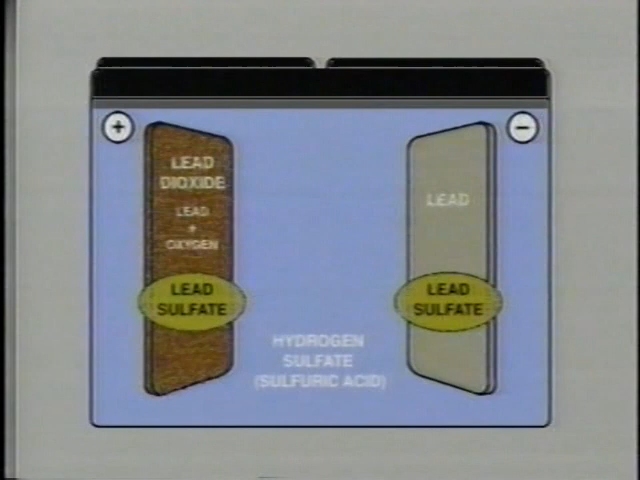 +
−
LEAD
DIOXIDE
LEAD
+
OXYGEN
LEAD
SULFATE
LEAD
LEAD
SULFATE
HYDROGEN
SULFATE
(SULFURIC ACID)